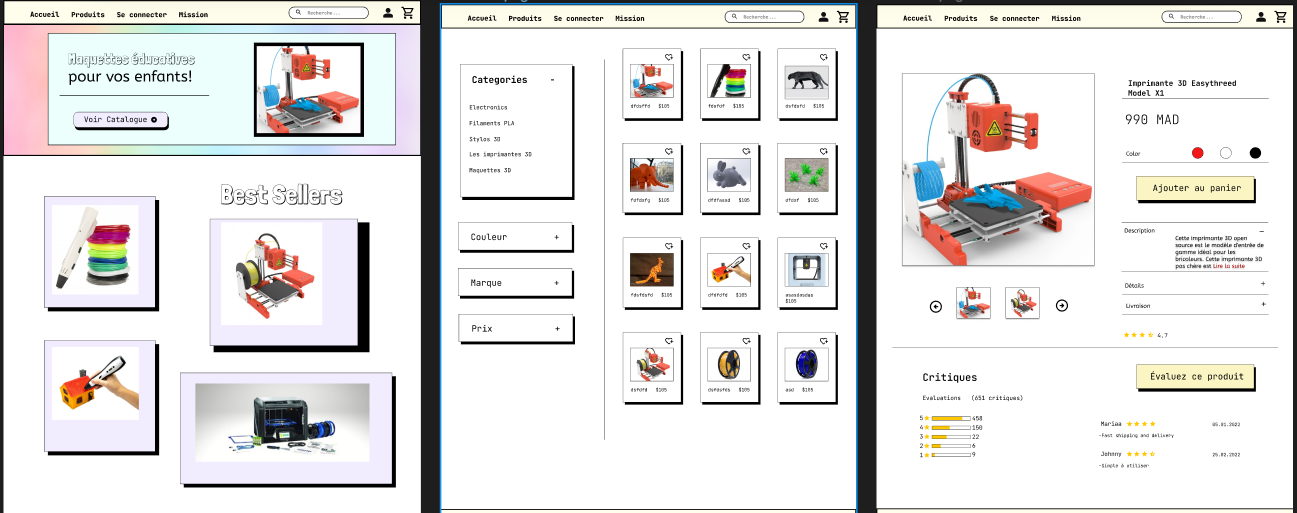 Accueil Produits Se connecter Mission
Recherche...
Maquettes éducatives
pour vos enfants!
Voir Catalogue
Best Sellers
Accueil Produits Se connecter Mission
Recherche...
Categories -
Electronics
Filaments PLA
Stylos 3D
Les imprimantes 3D
Maquettes 3D
Couleur +
Marque +
Prix +
dfdsffd $105
fdsfdf $105
dsfdsfd $105
fdfdsfg $105
dfdfaasd $105
dfdsf $105
fdsfdsfd $105
dfdfdfd $105
asasdasdas
$105
dsfdfd $105
dsfdsfds $105
asd $105
Accueil Produits Se connecter Mission
Recherche...
Imprimante 3D Easythreed
Model X1
990 MAD
Color
Ajouter au panier
Description –
Cette imprimante 3D open
source est le modèle d'entrée de
gamme idéal pour les
bricoleurs. Cette imprimante 3D
pas chère est Lire la suite
Détails +
Livraison +
4.7
Critiques
Évaluez ce produit
Evaluations (651 critiques)
5 458
4 150
3 22
2 6
1 9
Mariaa 05.01.2022
-Fast shipping and delivery
Johnny 25.02.2022
-Simple à utiliser